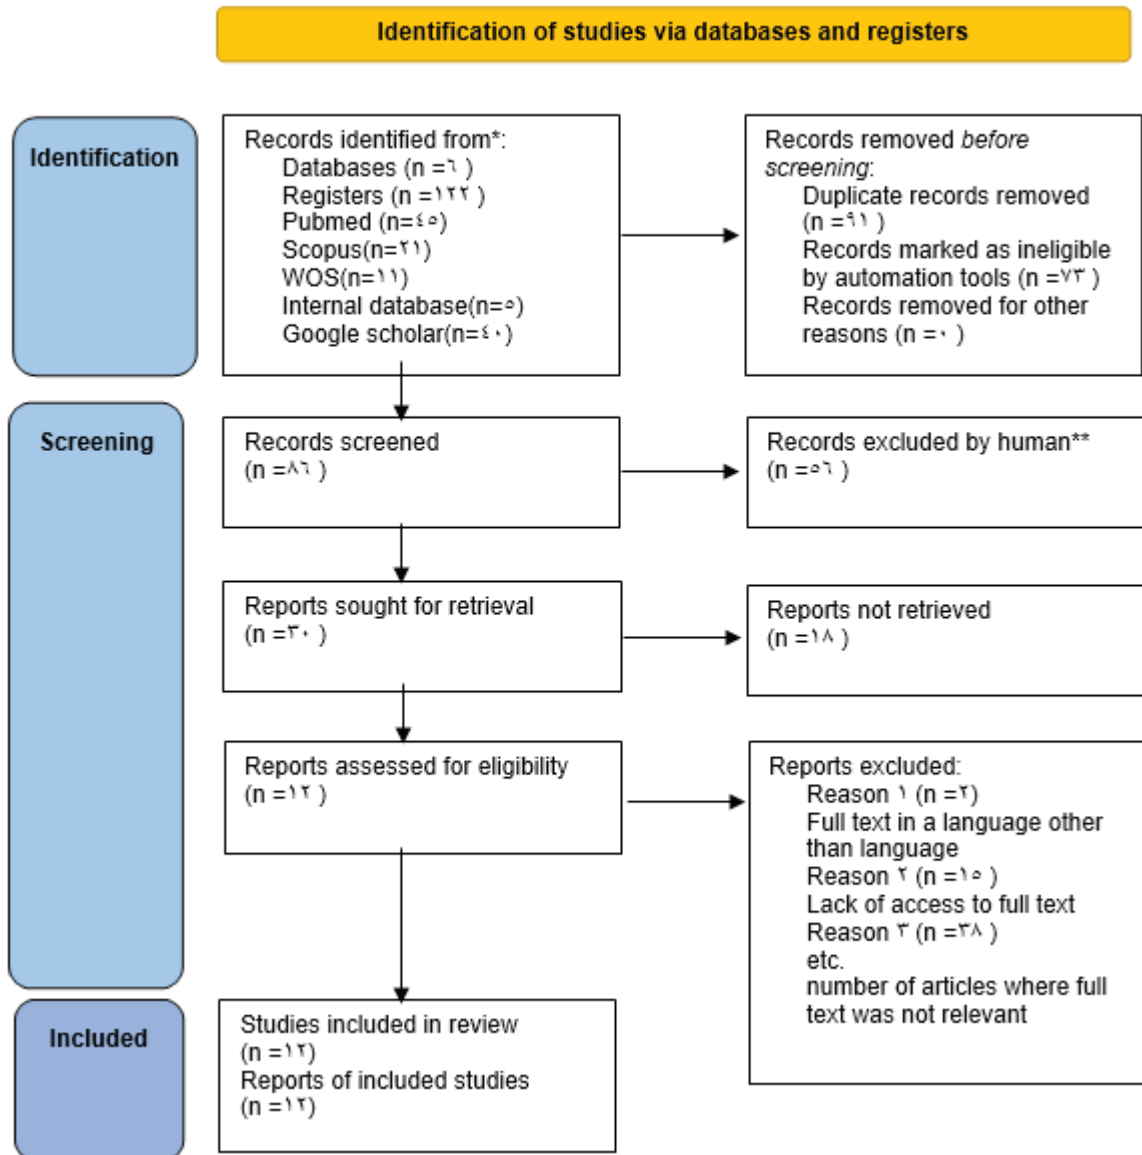 Identification of studies via databases and registers
Identification
Records identified from*:
Databases (n =٦ )
Registers (n =١٢٢ )
Pubmed (n=٤٥)
Scopus(n=٢١)
WOS(n=١١)
Internal database(n=٥)
Google scholar(n=٤٠)
Records removed before
screening:
Duplicate records removed
(n =٩١ )
Records marked as ineligible
by automation tools (n =٧٣ )
Records removed for other
reasons (n =٠ )
Screening
Records screened
(n =٨٦ )
Records excluded by human**
(n =٥٦ )
Reports sought for retrieval
(n =٣٠ )
Reports not retrieved
(n =١٨ )
Reports assessed for eligibility
(n =١٢ )
Reports excluded:
Reason ١ (n =٢)
Full text in a language other
than language
Reason ٢ (n =١٥ )
Lack of access to full text
Reason ٣ (n =٣٨ )
etc.
number of articles where full
text was not relevant
Included
Studies included in review
(n =١٢)
Reports of included studies
(n =١٢)